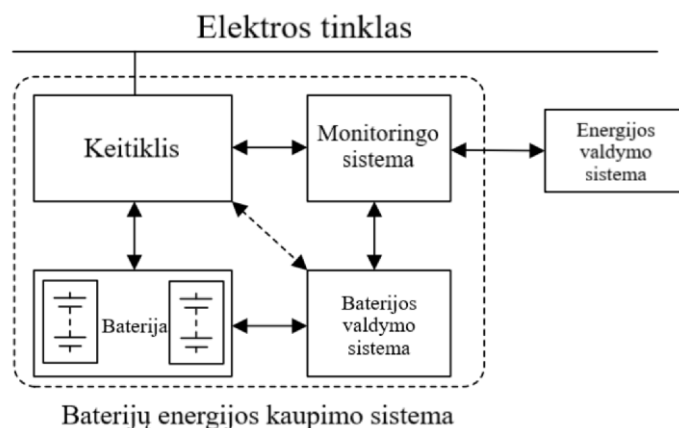 Elektros tinklas
Keitiklis
Monitoringo
sistema
Energijos
valdymo
sistema
Baterija
Baterijos
valdymo
sistema
Baterijų energijos kaupimo sistema